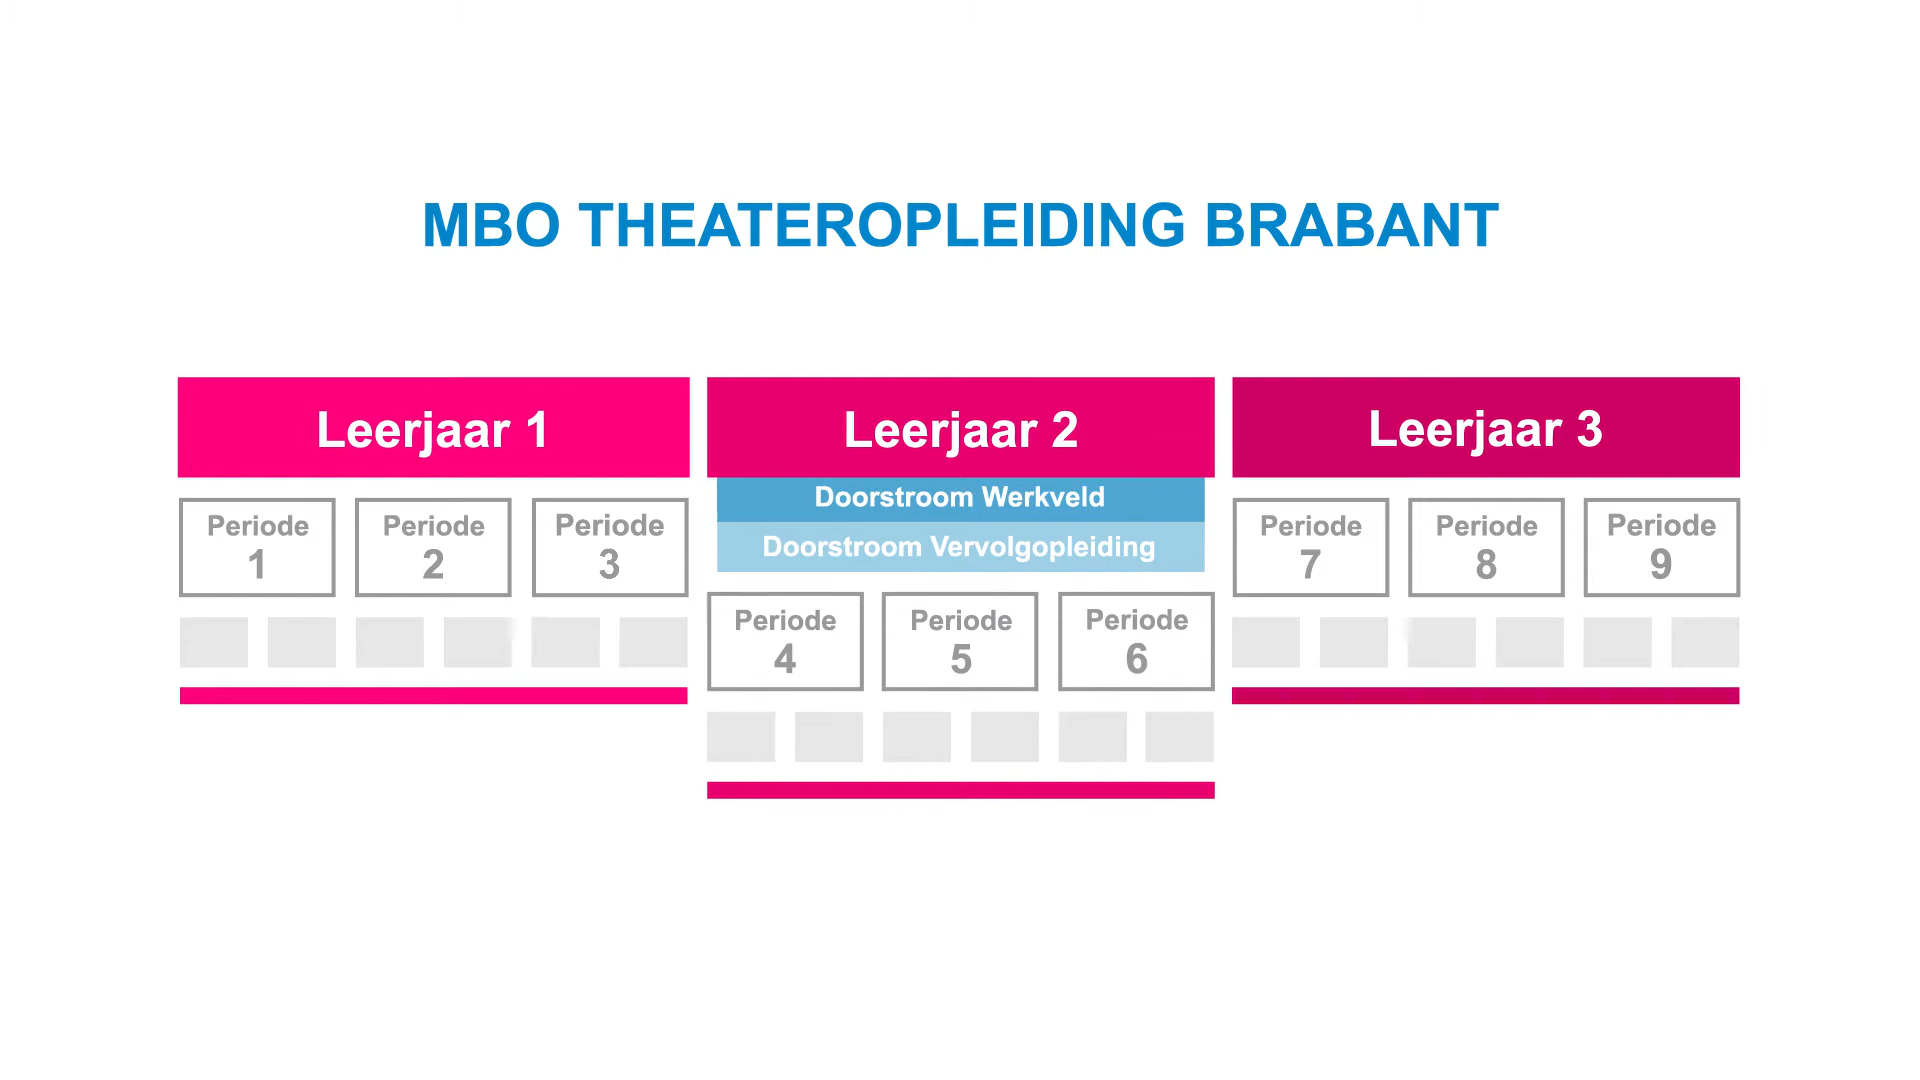 MBO THEATEROPLEIDING BRABANT
Leerjaar 1
Periode
1
Periode
2
Periode
3
Leerjaar 2
Doorstroom Werkveld
Doorstroom Vervolgopleiding
Periode
4
Periode
5
Periode
6
Leerjaar 3
Periode
7
Periode
8
Periode
9